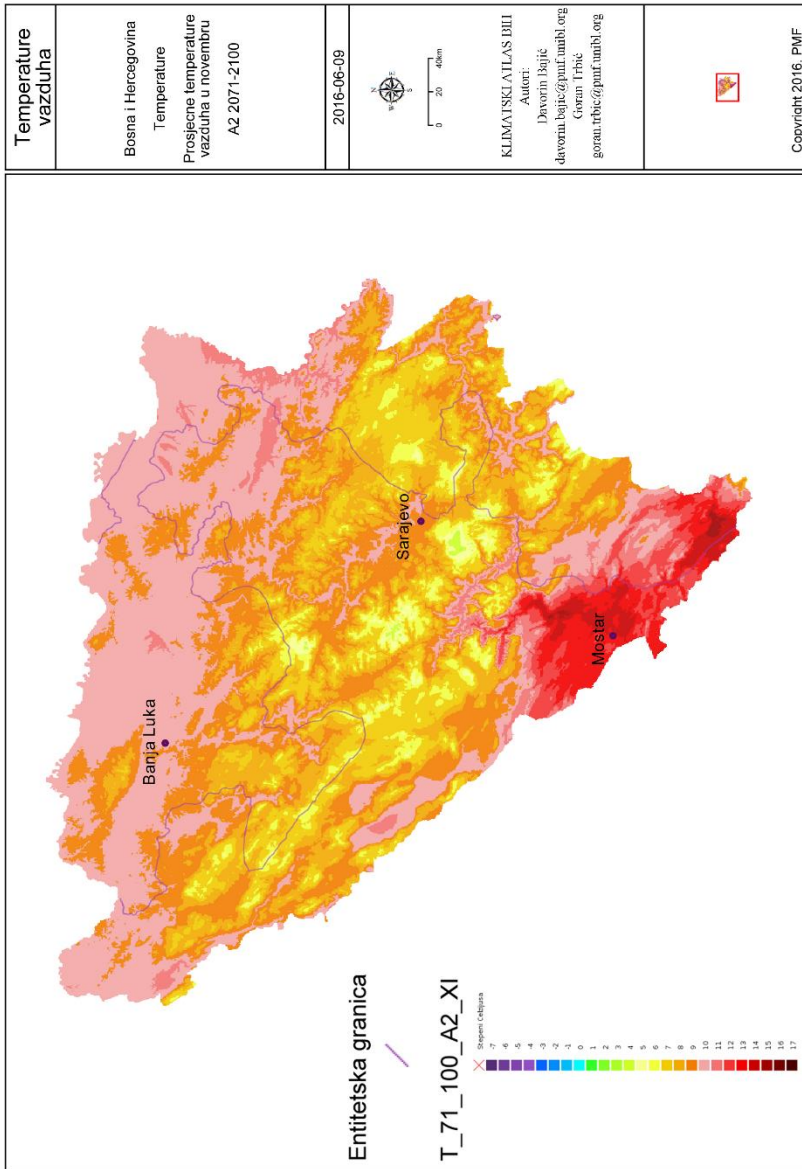 Temperature
vazduha
Bosna i Hercegovina
Temperature
Prosjecne temperature
vazduha u novembru
A2 2071-2100
2016-06-09
N
W E
S
0 20 40km
KLIMATSKI ATLAS BIH
Autori:
Davorin Bajić
davorin.bajic@pmf.unibl.org
Goran Trbić
goran.trbic@pmf.unibl.org
Copyright 2016. PMF
Banja Luka
Sarajevo
Mostar
Entitetska granica
T_71_100_A2_XI
Stepeni Celzijusa
-7
-6
-5
-4
-3
-2
-1
0
1
2
3
4
5
6
7
8
9
10
11
12
13
14
15
16
17